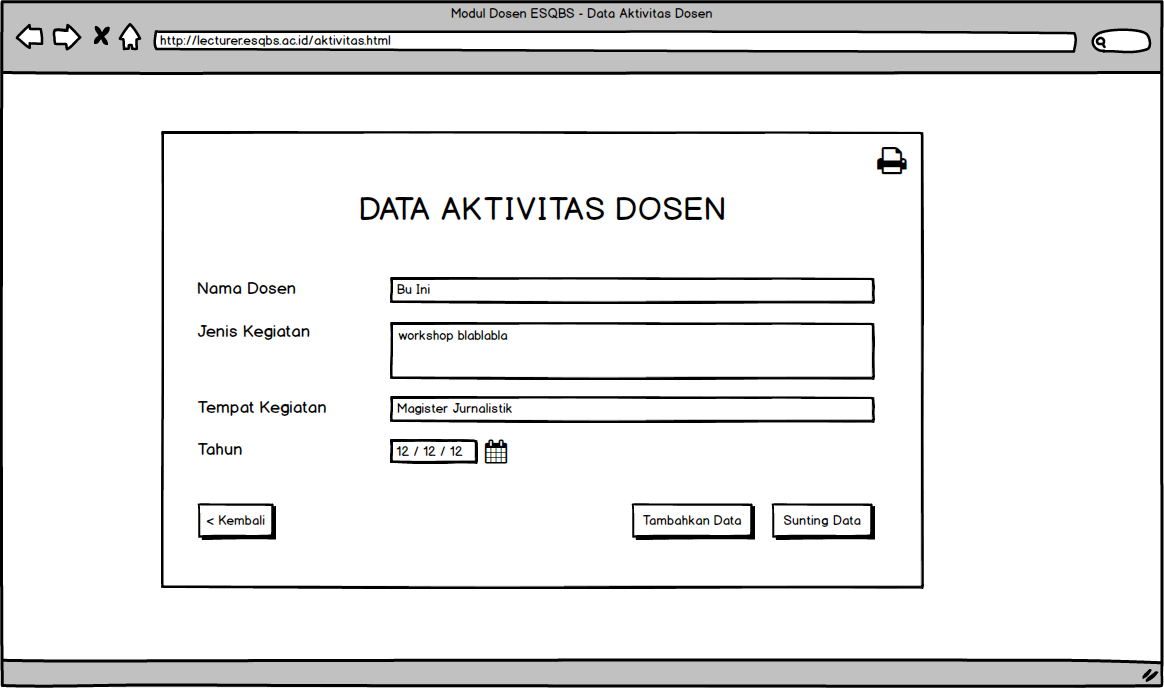 Modul Dosen ESQBS - Data Aktivitas Dosen
http://lecturer.esqbs.ac.id/aktivitas.html
DATA AKTIVITAS DOSEN
Nama Dosen
Bu Ini
Jenis Kegiatan
workshop blablabla
Tempat Kegiatan
Magister Jurnalistik
Tahun
12 / 12 / 12
< Kembali
Tambahkan Data
Sunting Data